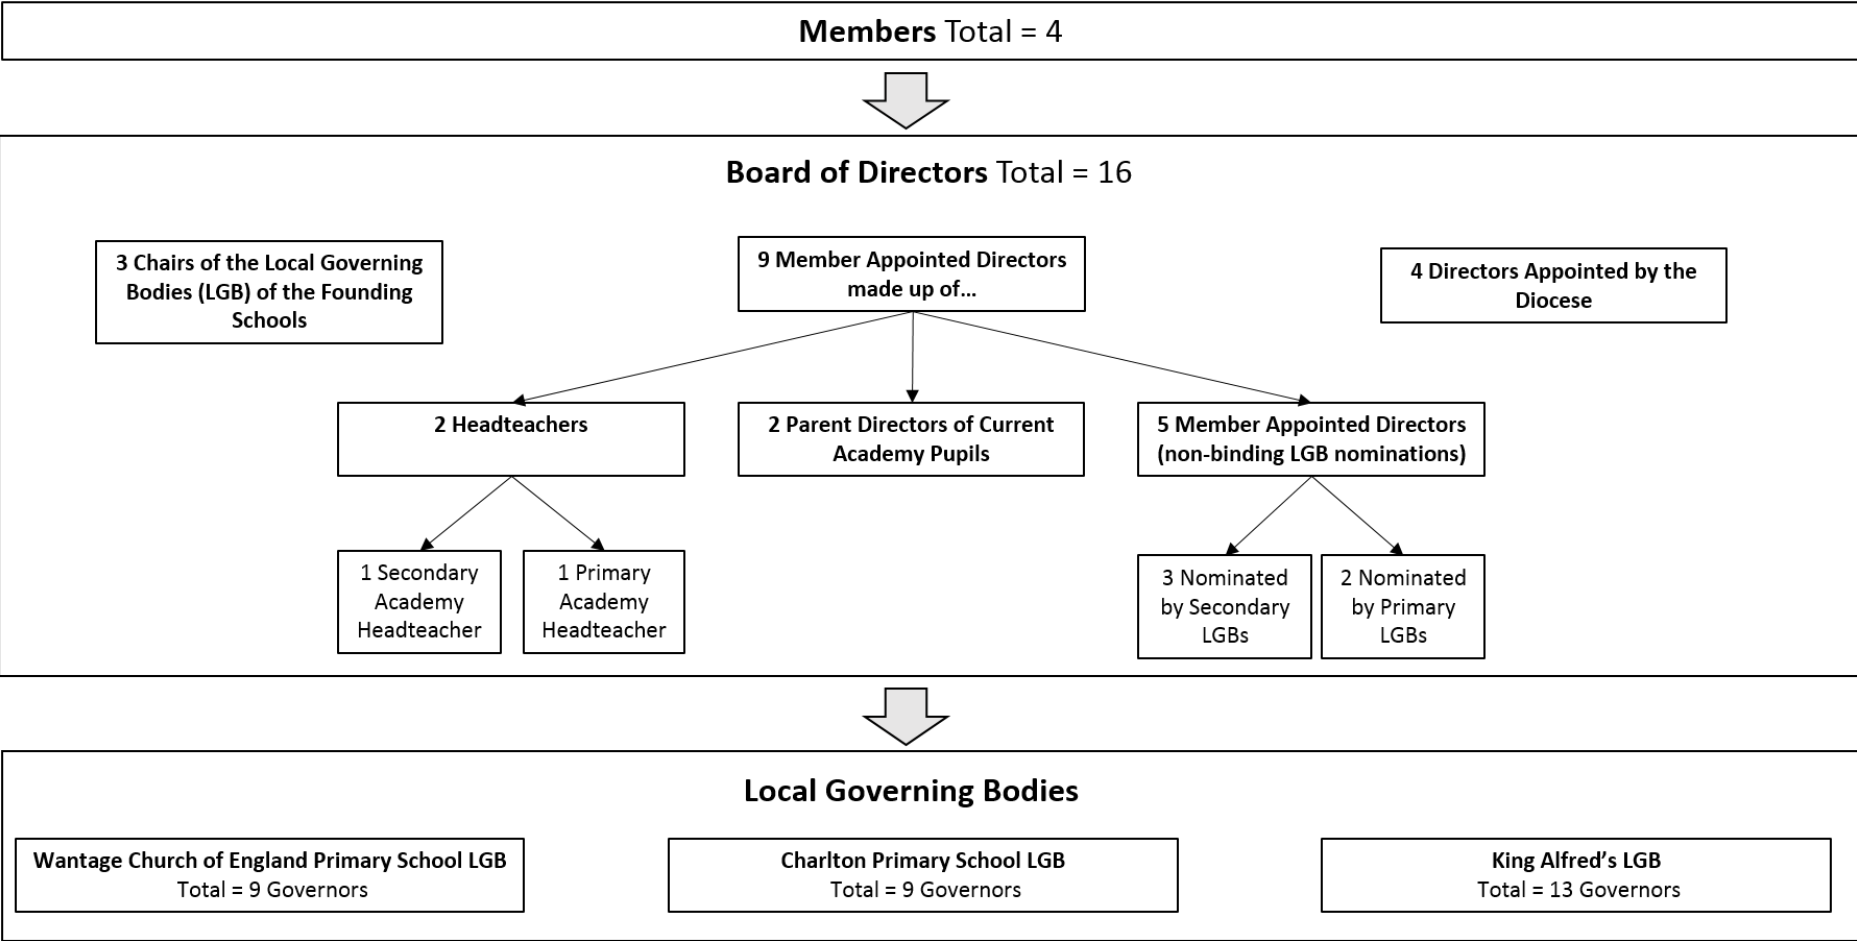 Members Total = 4
Board of Directors Total = 16
3 Chairs of the Local Governing
Bodies (LGB) of the Founding
Schools
9 Member Appointed Directors
made up of…
4 Directors Appointed by the
Diocese
2 Headteachers
2 Parent Directors of Current
Academy Pupils
5 Member Appointed Directors
(non-binding LGB nominations)
1 Secondary
Academy
Headteacher
1 Primary
Academy
Headteacher
3 Nominated
by Secondary
LGBs
2 Nominated
by Primary
LGBs
Local Governing Bodies
Wantage Church of England Primary School LGB
Total = 9 Governors
Charlton Primary School LGB
Total = 9 Governors
King Alfred’s LGB
Total = 13 Governors